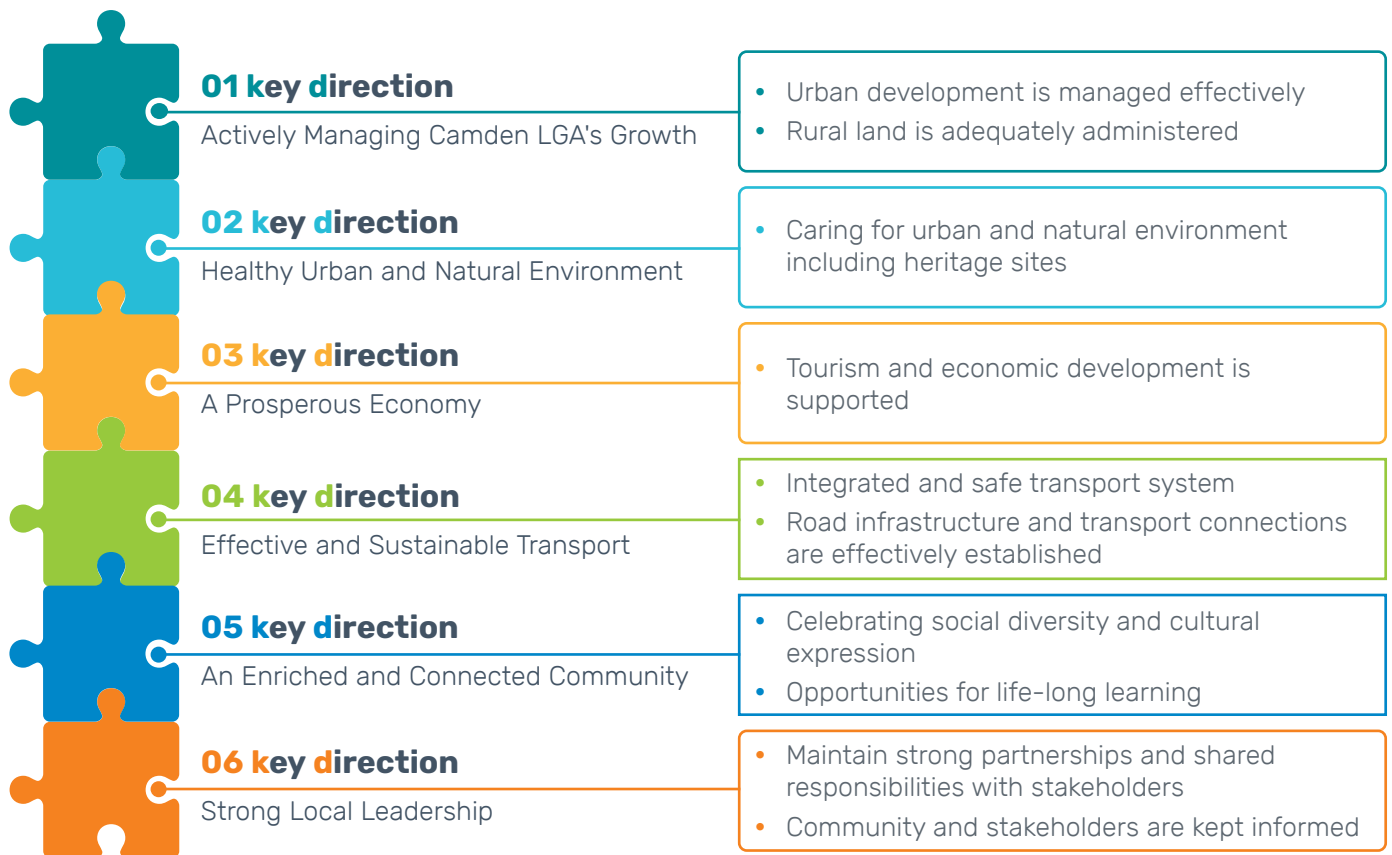 01 key direction
Actively Managing Camden LGA's Growth
• Urban development is managed effectively
• Rural land is adequately administered
02 key direction
Healthy Urban and Natural Environment
• Caring for urban and natural environment
including heritage sites
03 key direction
A Prosperous Economy
• Tourism and economic development is
supported
04 key direction
Effective and Sustainable Transport
• Integrated and safe transport system
• Road infrastructure and transport connections
are effectively established
05 key direction
An Enriched and Connected Community
• Celebrating social diversity and cultural
expression
• Opportunities for life-long learning
06 key direction
Strong Local Leadership
• Maintain strong partnerships and shared
responsibilities with stakeholders
• Community and stakeholders are kept informed